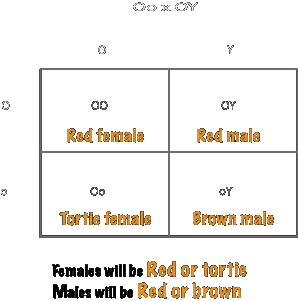 Oo x OY
O Y
O OO OY
Red female Red male
o Oo oY
Tortie female Brown male
Females will be Red or tortie
Males will be Red or brown